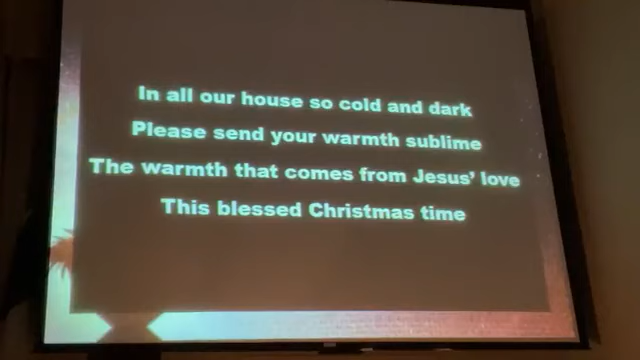 In all our house so cold and dark
Please send your warmth sublime
The warmth that comes from Jesus' love
This blessed Christmas time